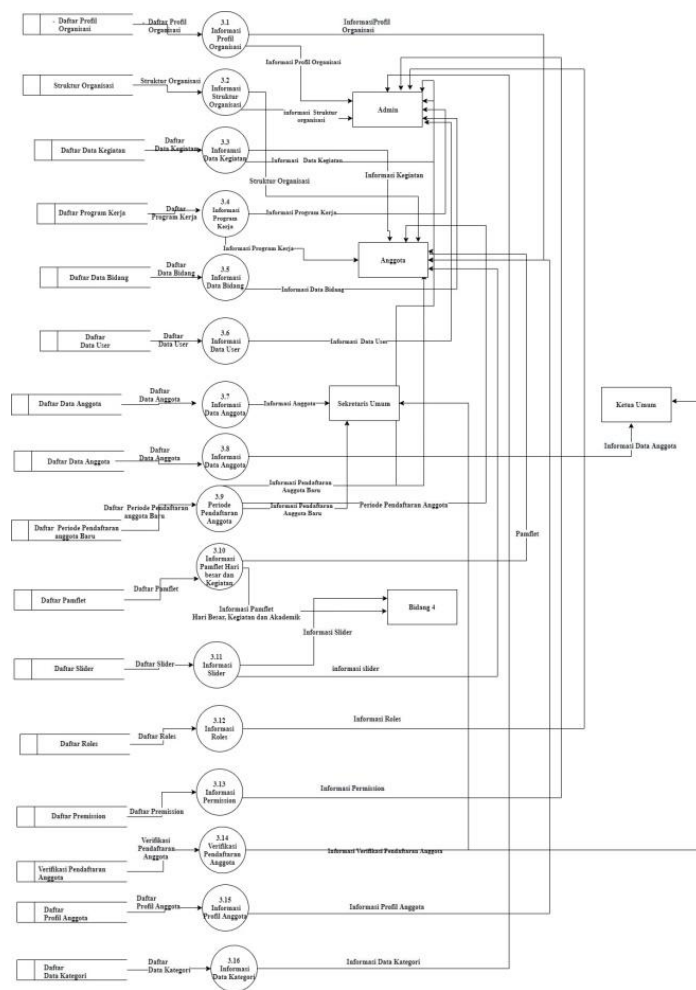 - Daftar Profil
Organisasi
- Daftar Profil
Organisasi
3.1
Informasi
Profil
Organisasi
InformasiProfil
Organisasi
Informasi Profil Organisasi
Struktur Organisasi
Struktur Organisasi
3.2
Informasi
Struktur
Organisasi
informasi Struktur
organisasi
Admin
Daftar Data Kegiatan
Daftar
Data Kegiatan
3.3
Inforamsi
Data Kegiatan
Informasi Data Kegiatan
Informasi Kegiatan
Struktur Organisasi
Daftar Program Kerja
Daftar
Program Kerja
3.4
Informasi
Program
Kerja
Informasi Program Kerja
Informasi Program Kerja
Anggota
Daftar Data Bidang
Daftar
Data Bidang
3.5
Informasi
Data Bidang
Informasi Data Bidang
Daftar
Data User
Daftar
Data User
3.6
Informasi
Data User
Informasi Data User
Daftar Data Anggota
Daftar
Data Anggota
3.7
Informasi
Data Anggota
Informasi Anggota
Sekretaris Umum
Ketua Umum
Daftar Data Anggota
Daftar
Data Anggota
3.8
Informasi
Data Anggota
Informasi Data Anggota
Informasi Pendaftaran
Anggota Baru
Daftar Periode Pendaftaran
anggota Baru
Daftar Periode Pendaftaran
anggota Baru
3.9
Periode
Pendaftaran
Anggota
Informasi Pendaftaran
Anggota Baru
Periode Pendaftaran Anggota
Pamflet
Daftar Pamflet
Daftar Pamflet
3.10
Informasi
Pamflet Hari
besar dan
Kegiatan
Informasi Pamflet
Hari Besar, Kegiatan dan Akademik
Bidang 4
Informasi Slider
Daftar Slider
Daftar Slider
3.11
Informasi
Slider
informasi slider
Daftar Roles
Daftar Roles
3.12
Informasi
Roles
Informasi Roles
Daftar Premission
Daftar Premission
3.13
Informasi
Permission
Informasi Permission
Verifikasi Pendaftaran
Anggota
Verifikasi
Pendaftaran
Anggota
3.14
Verifikasi
Pendaftaran
Anggota
Informasi Verifikasi Pendaftaran Anggota
Daftar
Profil Anggota
Daftar
Profil Anggota
3.15
Informasi
Profil Anggota
Informasi Profil Anggota
Daftar
Data Kategori
Daftar
Data Kategori
3.16
Informasi
Data Kategori
Informasi Data Kategori